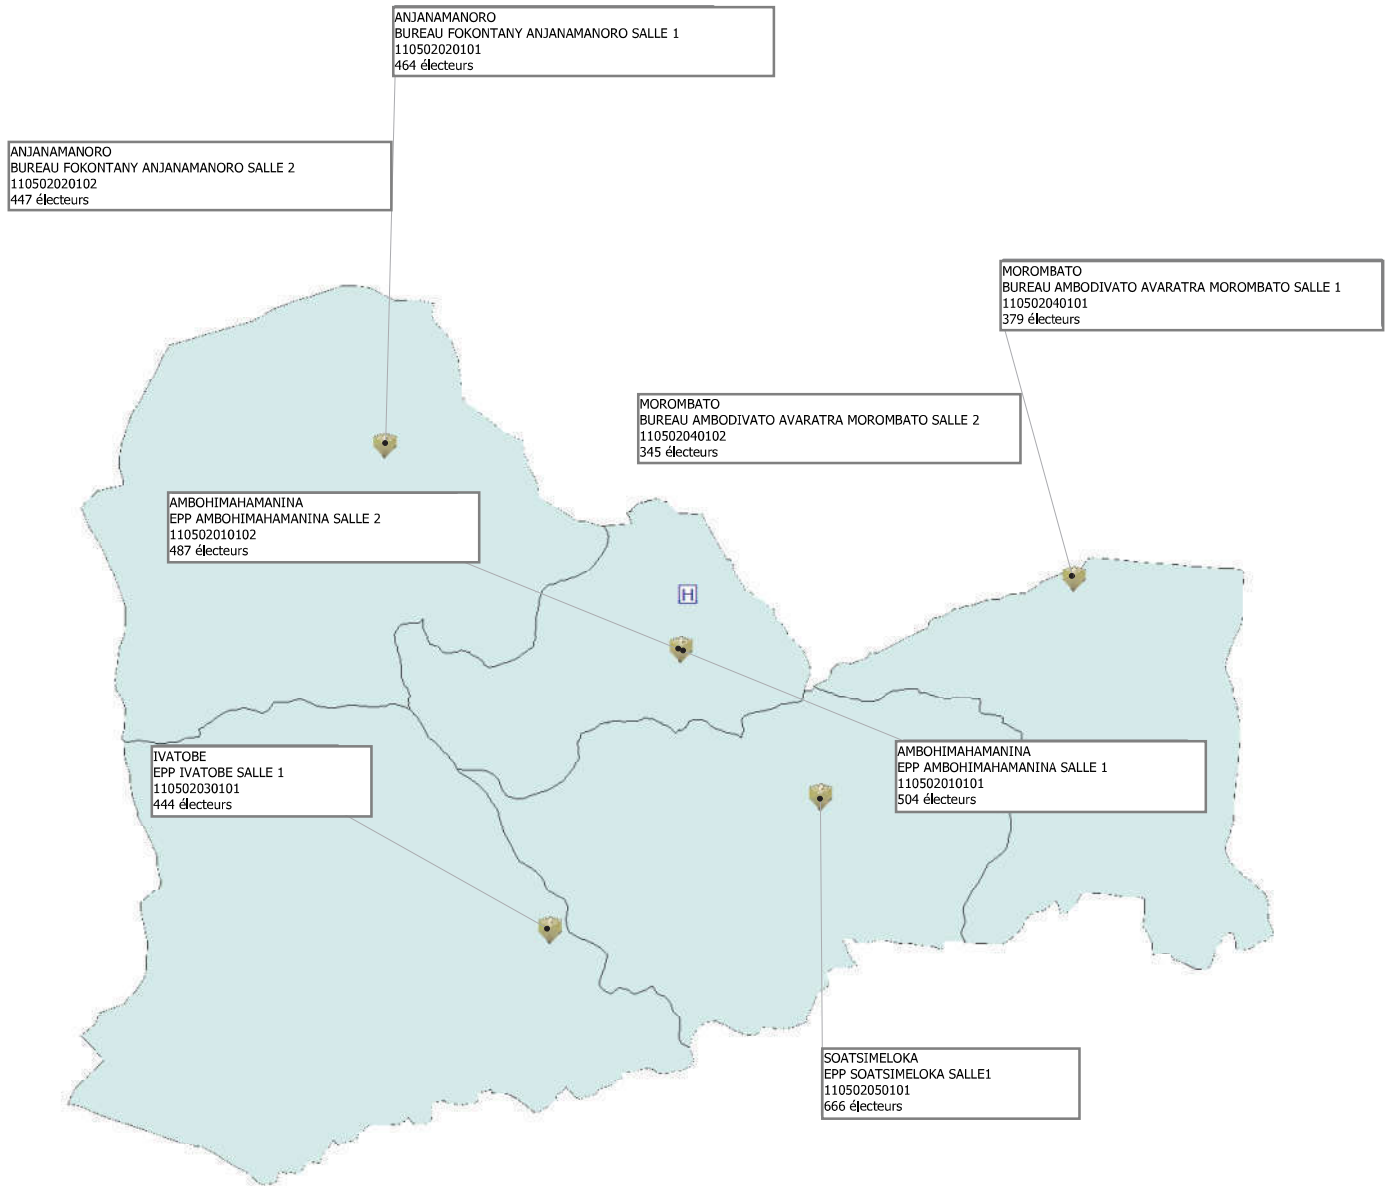 ANJANAMANORO
BUREAU FOKONTANY ANJANAMANORO SALLE 1
110502020101
464 électeurs
ANJANAMANORO
BUREAU FOKONTANY ANJANAMANORO SALLE 2
110502020102
447 électeurs
MOROMBATO
BUREAU AMBODIVATO AVARATRA MOROMBATO SALLE 1
110502040101
379 électeurs
MOROMBATO
BUREAU AMBODIVATO AVARATRA MOROMBATO SALLE 2
110502040102
345 électeurs
AMBOHIMAHAMANINA
EPP AMBOHIMAHAMANINA SALLE 2
110502010102
487 électeurs
H
AMBOHIMAHAMANINA
EPP AMBOHIMAHAMANINA SALLE 1
110502010101
504 électeurs
IVATOBE
EPP IVATOBE SALLE 1
110502030101
444 électeurs
SOATSIMELOKA
EPP SOATSIMELOKA SALLE1
110502050101
666 électeurs